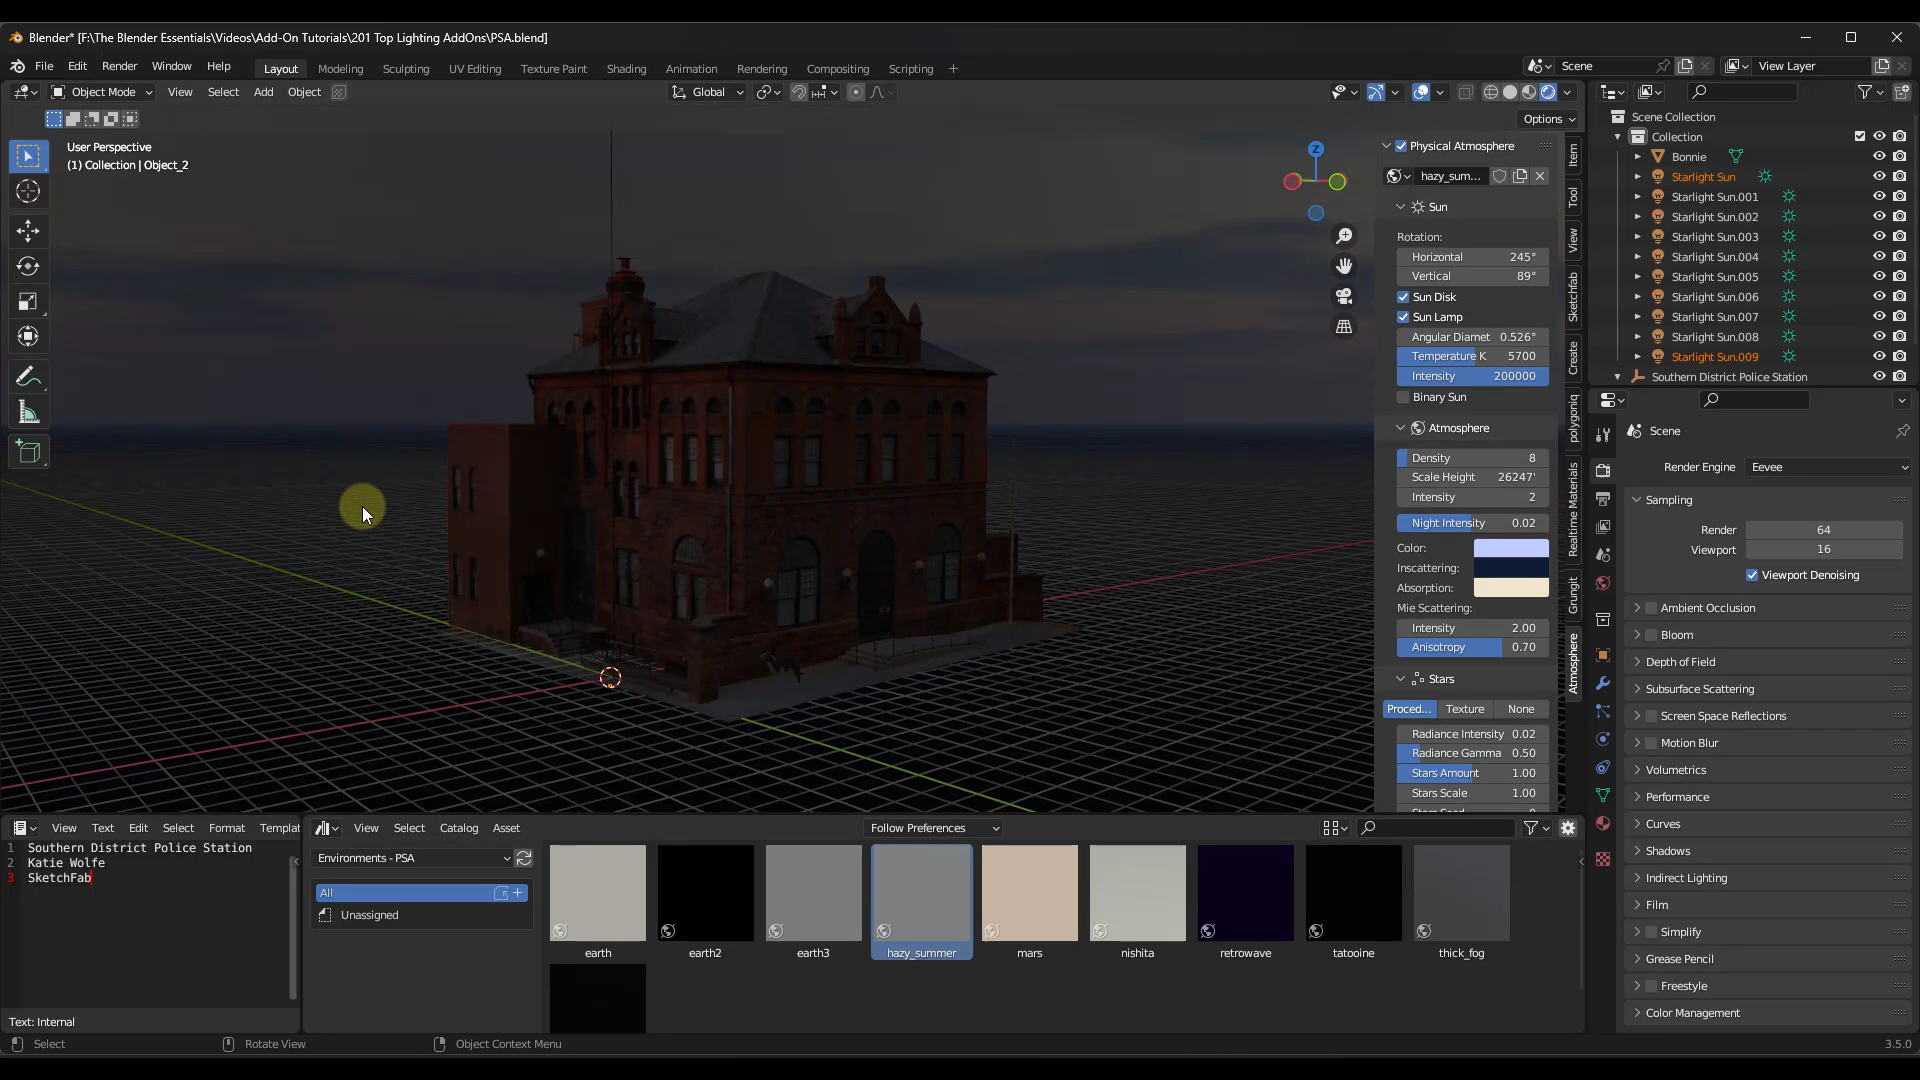 Blender* [F:\The Blender Essentials\Videos\Add-On Tutorials\201 Top Lighting AddOns\PSA.blend]
File Edit Render Window Help
Layout Modeling Sculpting UV Editing Texture Paint Shading Animation Rendering Compositing Scripting +
Scene
View Layer
Object Mode View Select Add Object
Global
Options
User Perspective
(1) Collection | Object_2
Z
Physical Atmosphere
hazy_sum...
Sun
Rotation:
Horizontal 245°
Vertical 89°
Sun Disk
Sun Lamp
Angular Diamet 0.526°
Temperature K 5700
Intensity 200000
Binary Sun
Atmosphere
Density 8
Scale Height 26247'
Intensity 2
Night Intensity 0.02
Color:
Inscattering:
Absorption:
Mie Scattering:
Intensity 2.00
Anisotropy 0.70
Stars
Proced... Texture None
Radiance Intensity 0.02
Radiance Gamma 0.50
Stars Amount 1.00
Stars Scale 1.00
Item
Tool
View
Sketchfab
Create
polygoniq
Realtime Materials
Grungit
Atmosphere
Scene Collection
Collection
Bonnie
Starlight Sun
Starlight Sun.001
Starlight Sun.002
Starlight Sun.003
Starlight Sun.004
Starlight Sun.005
Starlight Sun.006
Starlight Sun.007
Starlight Sun.008
Starlight Sun.009
Southern District Police Station
Scene
Render Engine Eevee
Sampling
Render 64
Viewport 16
Viewport Denoising
Ambient Occlusion
Bloom
Depth of Field
Subsurface Scattering
Screen Space Reflections
Motion Blur
Volumetrics
Performance
Curves
Shadows
Indirect Lighting
Film
Simplify
Grease Pencil
Freestyle
Color Management
View Text Edit Select Format Templat
1 Southern District Police Station
2 Katie Wolfe
3 SketchFab
Text: Internal
View Select Catalog Asset
Follow Preferences
Environments - PSA
All
Unassigned
earth earth2 earth3 hazy_summer mars nishita retrowave tatooine thick_fog
Select Rotate View Object Context Menu
3.5.0